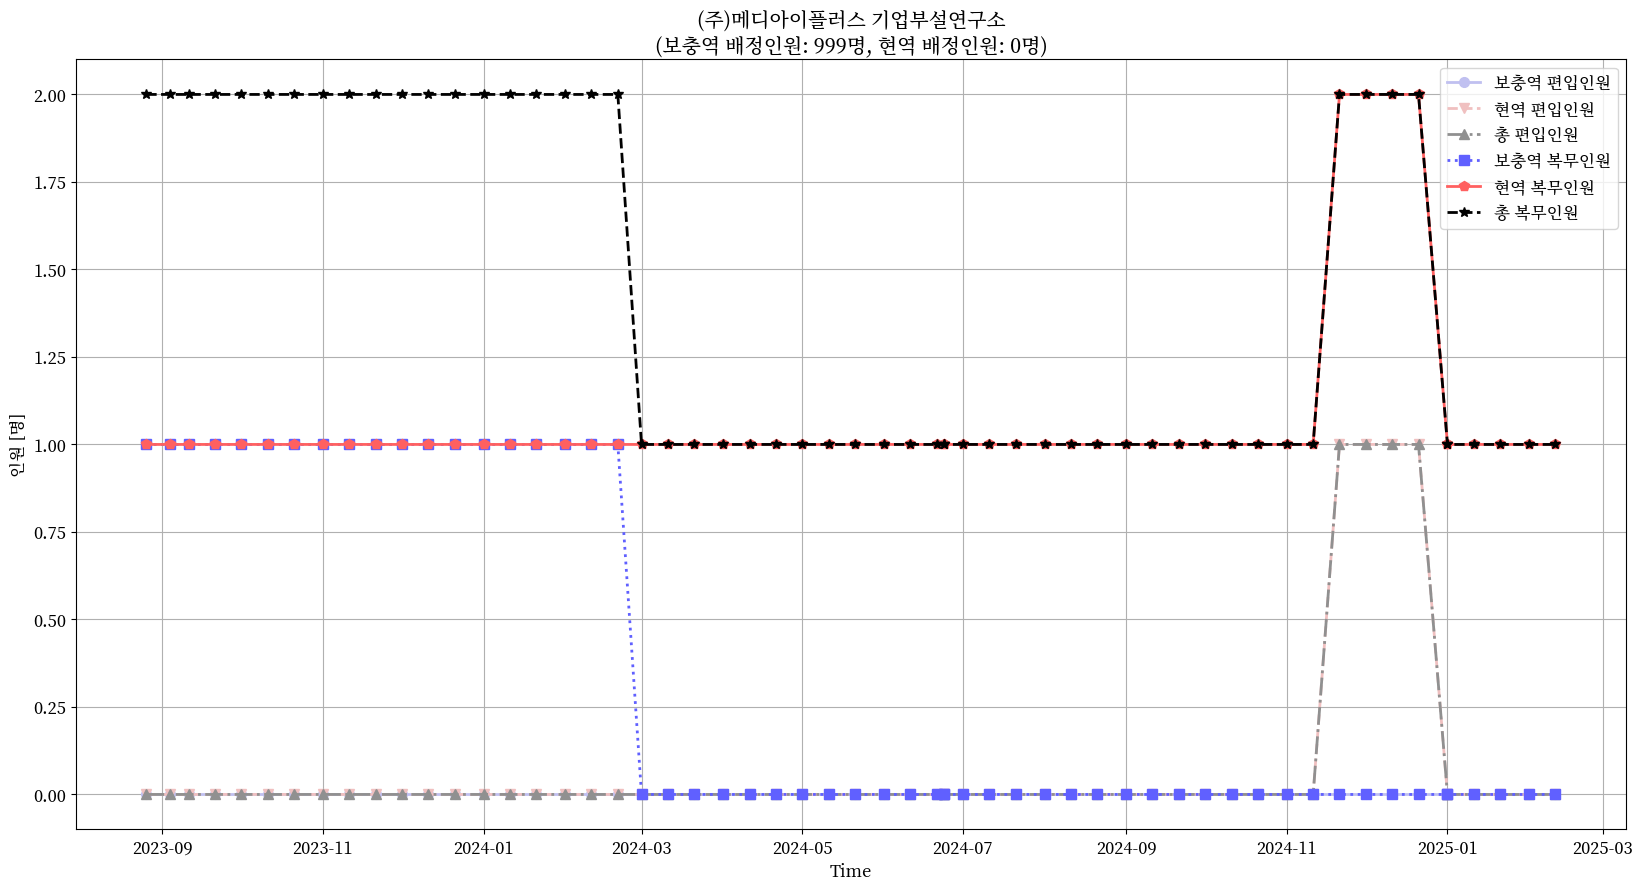 (주)메디아이플러스 기업부설연구소
(보충역 배정인원: 999명, 현역 배정인원: 0명)
보충역 편입인원
현역 편입인원
총 편입인원
보충역 복무인원
현역 복무인원
총 복무인원
인원 [명]
2.00
1.75
1.50
1.25
1.00
0.75
0.50
0.25
0.00
2023-09
2023-11
2024-01
2024-03
2024-05
2024-07
2024-09
2024-11
2025-01
2025-03
Time